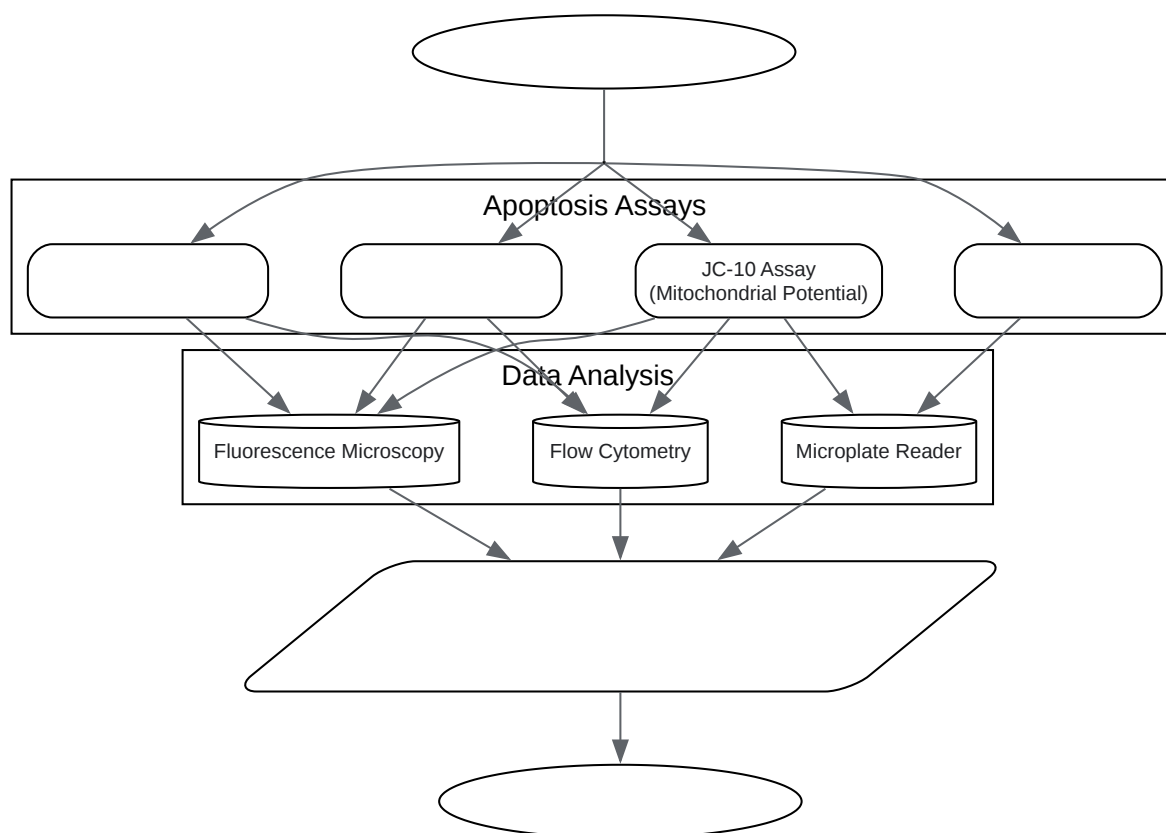 Apoptosis Assays
JC-10 Assay
(Mitochondrial Potential)
Data Analysis
Fluorescence Microscopy
Flow Cytometry
Microplate Reader